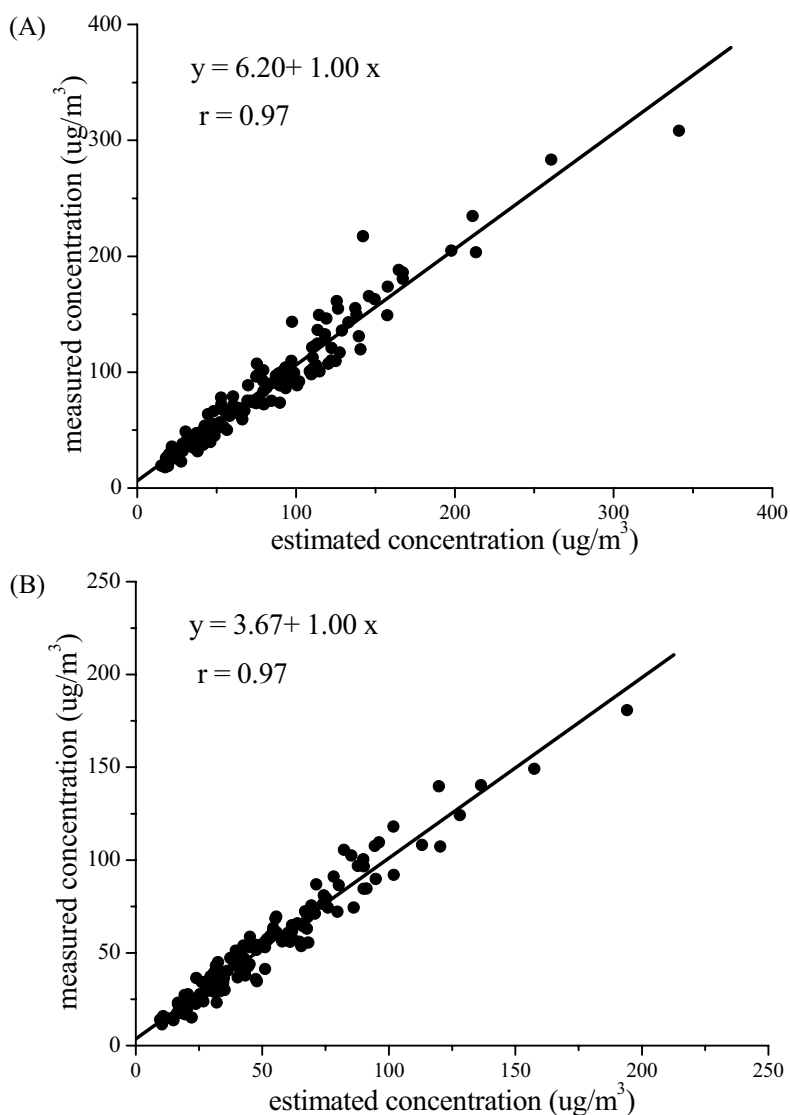 (A)
400
y = 6.20+ 1.00 x
r = 0.97
300
200
100
0
measured concentration (ug/m³)
0 100 200 300 400
estimated concentration (ug/m³)
(B)
250
y = 3.67+ 1.00 x
r = 0.97
200
150
100
50
0
measured concentration (ug/m³)
0 50 100 150 200 250
estimated concentration (ug/m³)